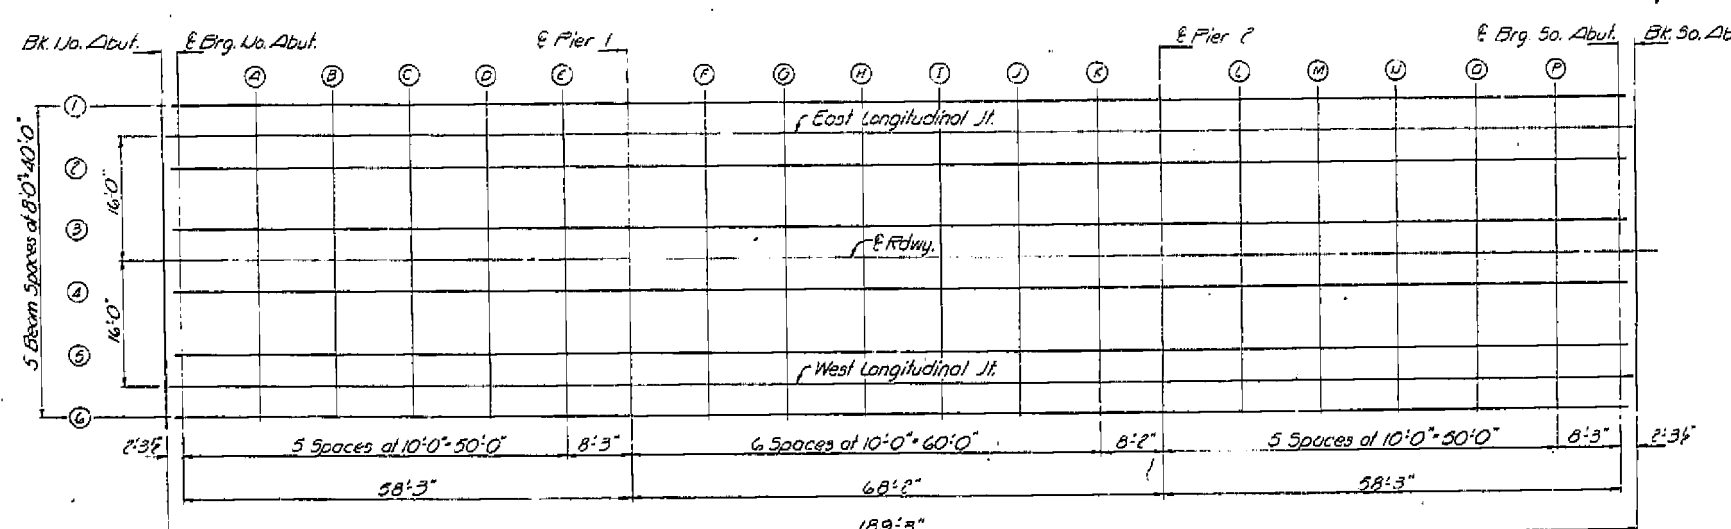 Bk. No. Abut.
℄ Brg. No. Abut.
℄ Pier 1
℄ Pier 2
℄ Brg. So. Abut.
Bk. So. Ab
A B C D E F G H I J K L M N O P
1
East Longitudinal Jt.
2
3
℄ Rdwy.
4
5
West Longitudinal Jt.
6
5 Beam Spaces at 8'-0"=40'-0"
16'-0"
16'-0"
2'-3½"
5 Spaces at 10'-0"=50'-0"
8'-3"
6 Spaces at 10'-0"=60'-0"
8'-2"
5 Spaces at 10'-0"=50'-0"
8'-3"
2'-3½"
58'-3"
68'-2"
58'-3"
189'-3"